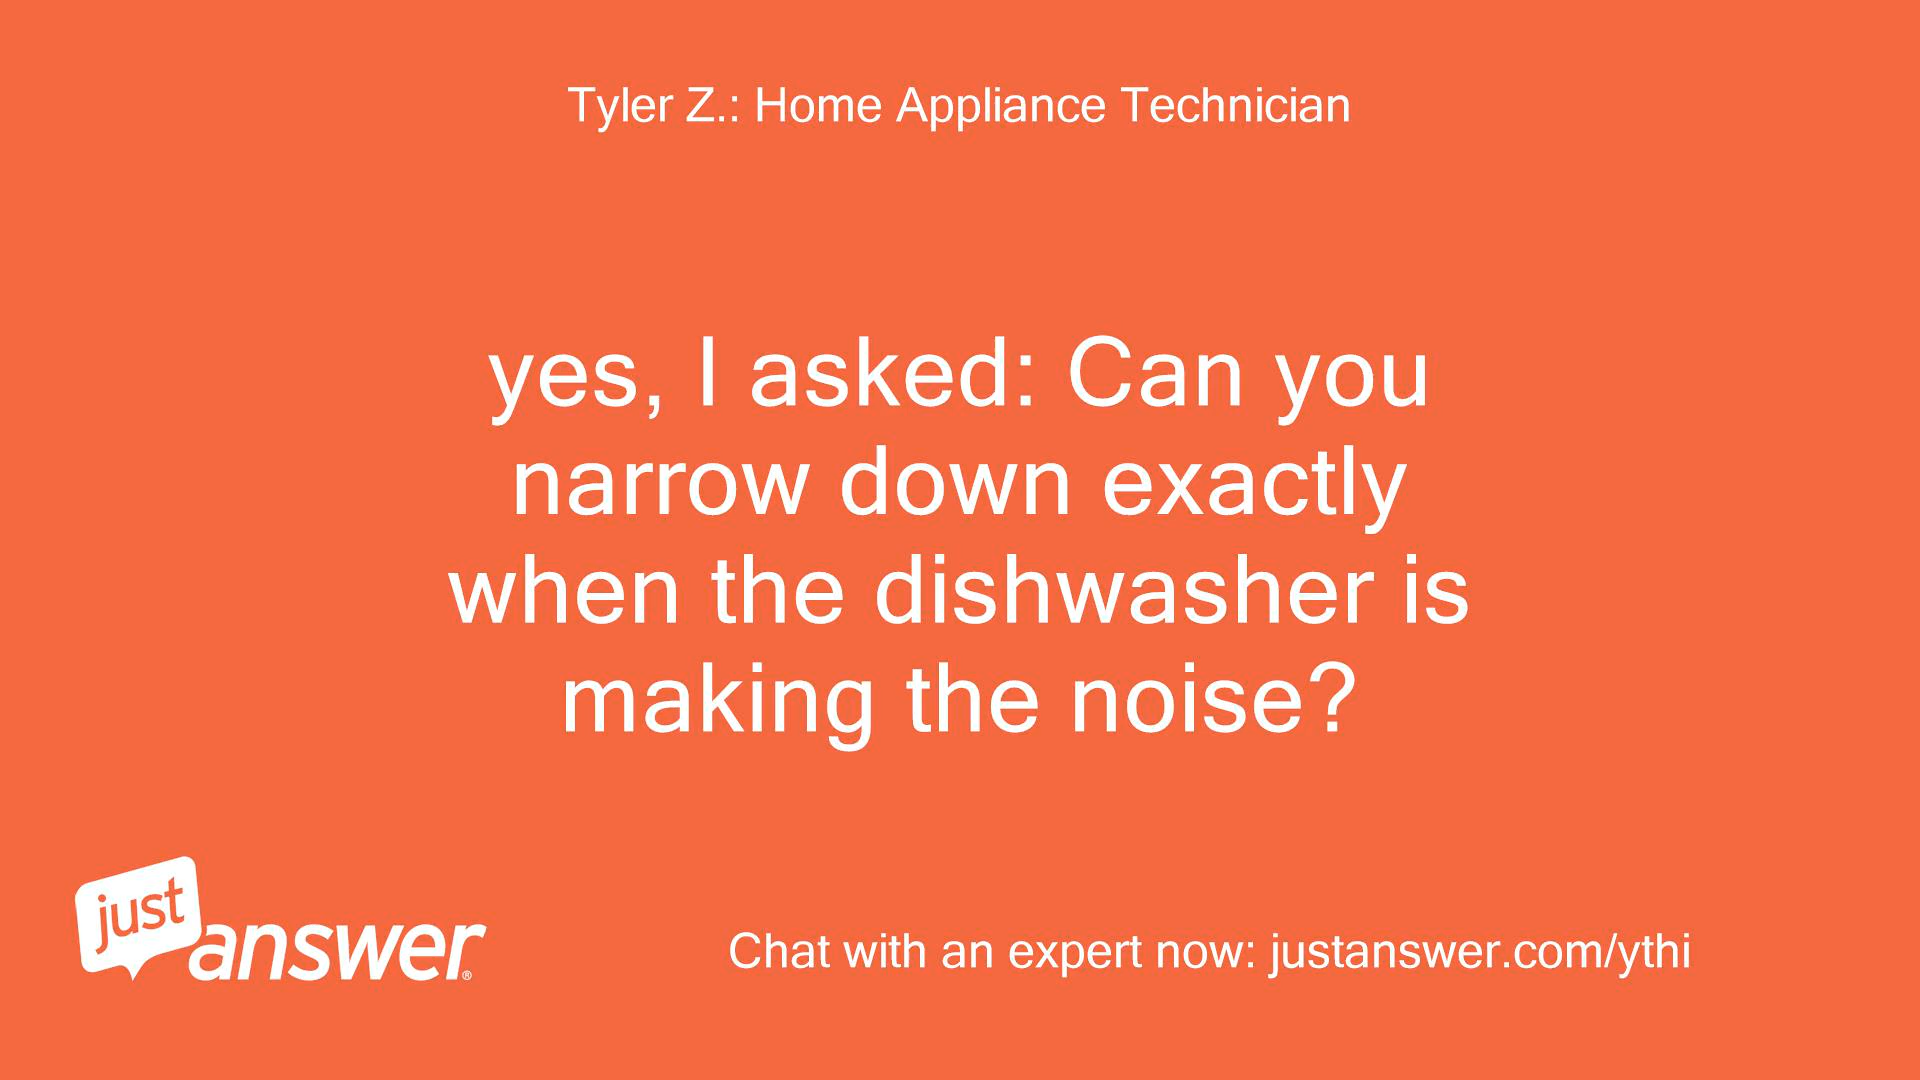 Tyler Z.: Home Appliance Technician
yes, I asked: Can you
narrow down exactly
when the dishwasher is
making the noise?
just
answer®
Chat with an expert now: justanswer.com/ythi